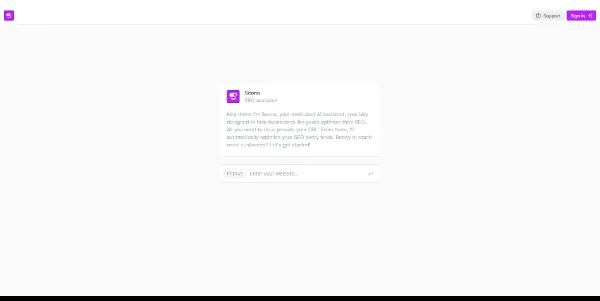 Support
Sign in
Seona
SEO assistant
Hey there! I'm Seona, your dedicated AI assistant, specially
designed to help businesses like yours optimize their SEO.
All you need to do is provide your URL. From there, I'll
automatically optimize your SEO every week. Ready to reach
more customers? Let's get started!
Enter your website...